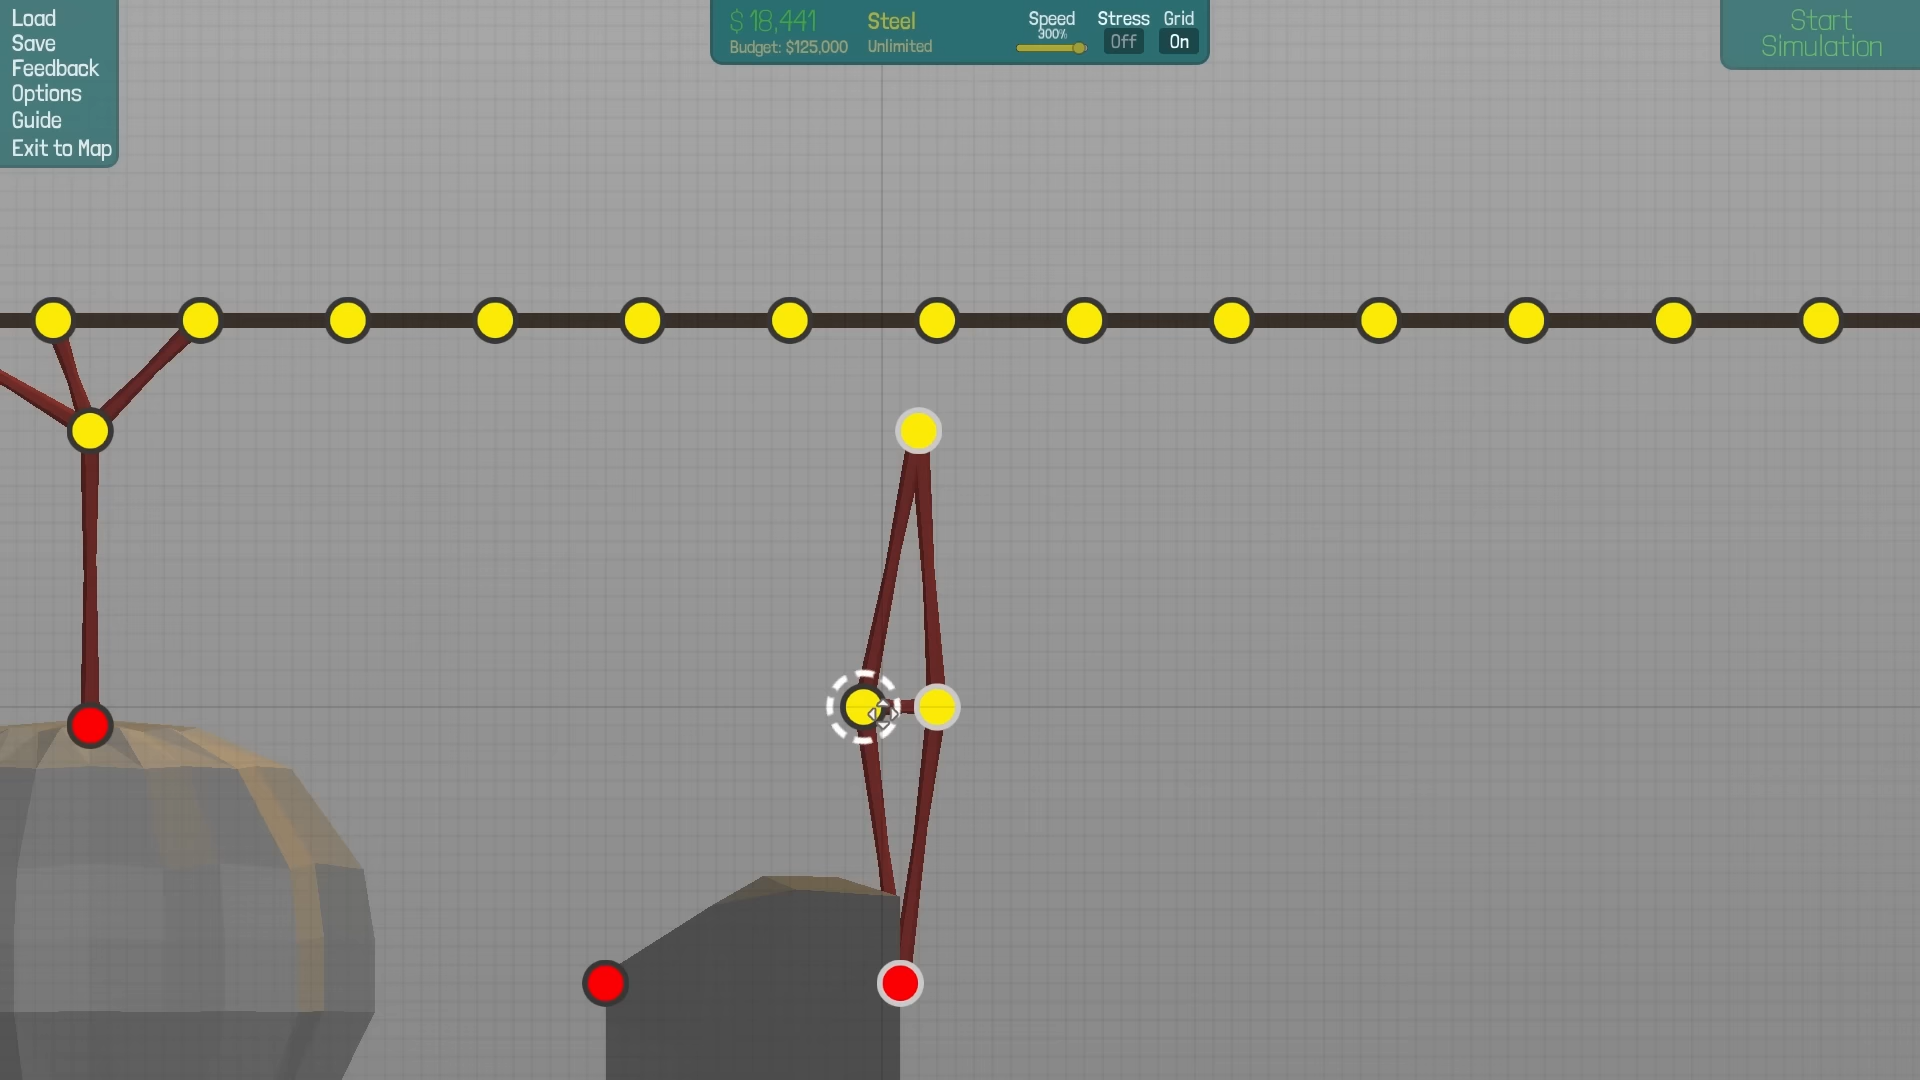 Load
Save
Feedback
Options
Guide
Exit to Map
$ 18,441
Budget: $125,000
Steel
Unlimited
Speed
300%
Stress
Off
Grid
On
Start
Simulation